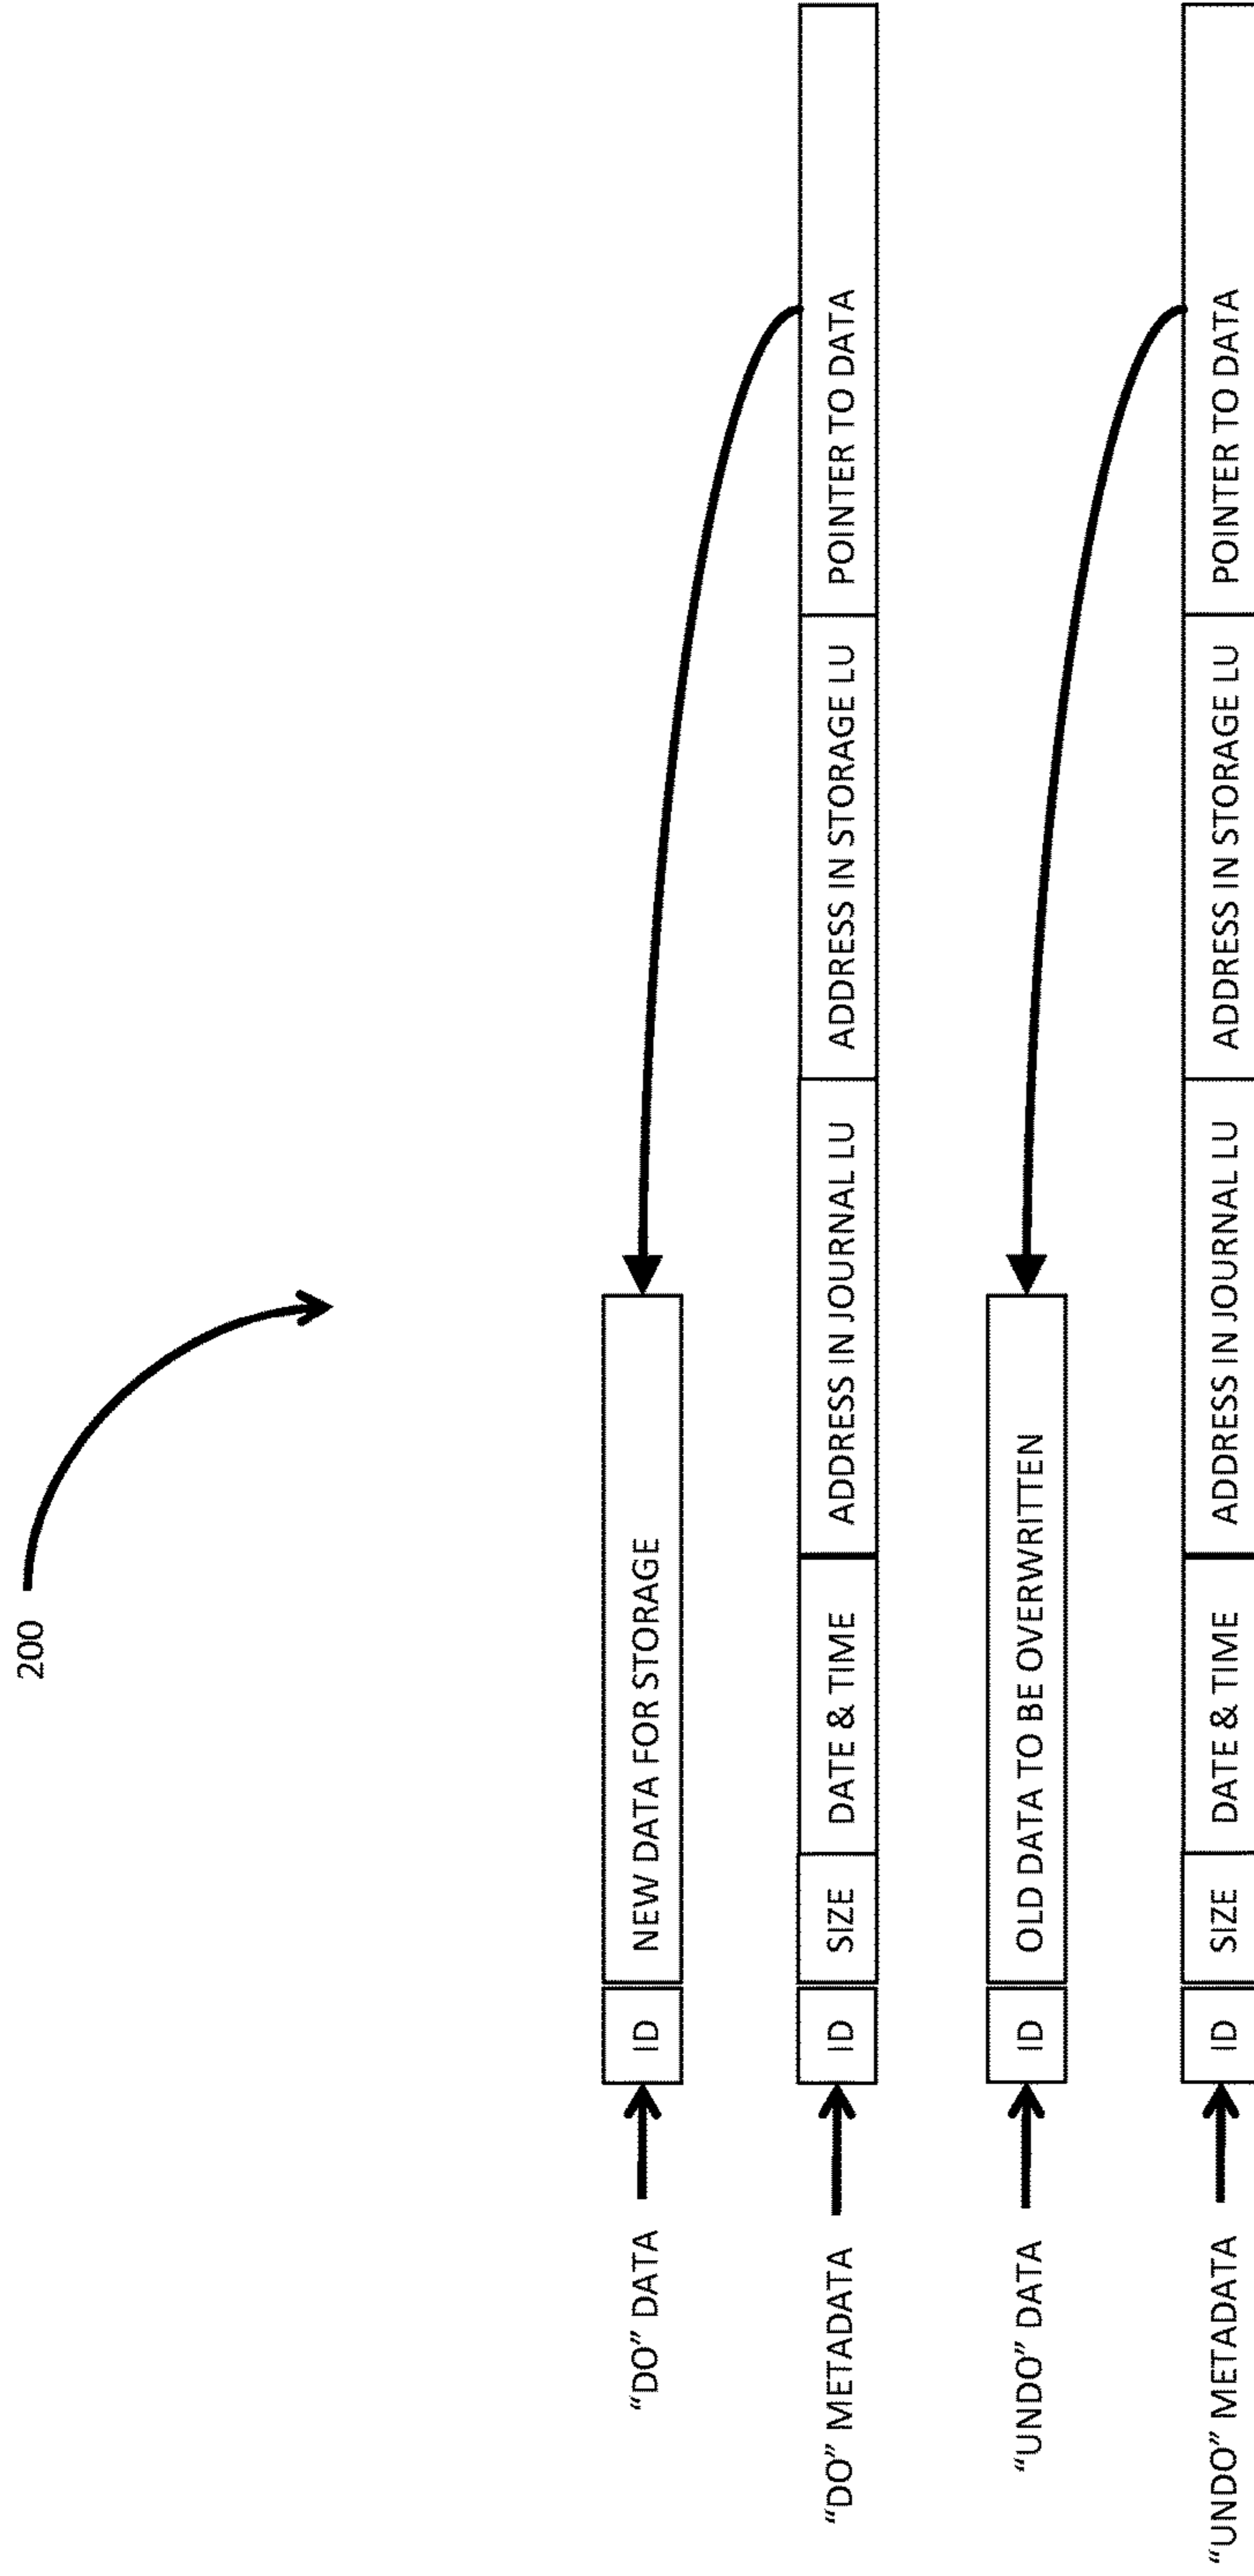 200
“DO” DATA
ID
NEW DATA FOR STORAGE
“DO” METADATA
ID
SIZE
DATE & TIME
ADDRESS IN JOURNAL LU
ADDRESS IN STORAGE LU
POINTER TO DATA
“UNDO” DATA
ID
OLD DATA TO BE OVERWRITTEN
“UNDO” METADATA
ID
SIZE
DATE & TIME
ADDRESS IN JOURNAL LU
ADDRESS IN STORAGE LU
POINTER TO DATA